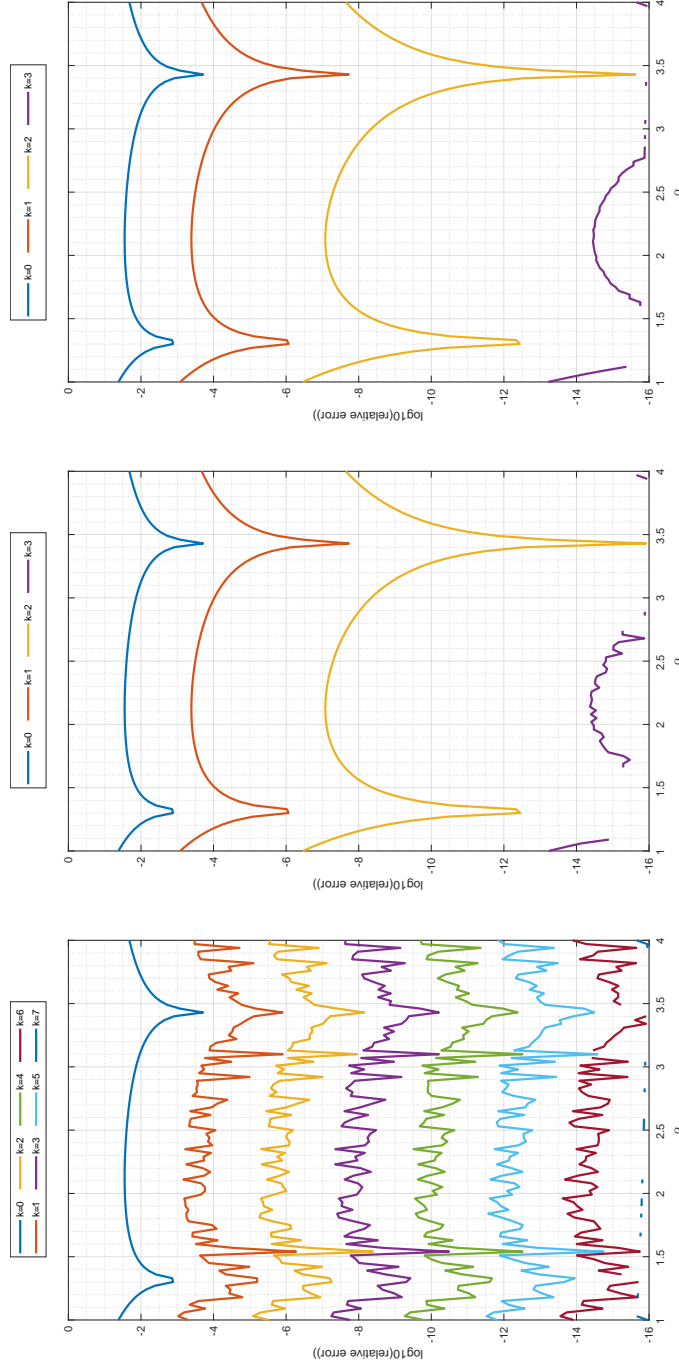 k=0 k=2 k=4 k=6
k=1 k=3 k=5 k=7
0
-2
-4
-6
-8
-10
-12
-14
-16
log10(relative error))
1 1.5 2 2.5 3 3.5 4
α
k=0 k=1 k=2 k=3
0
-2
-4
-6
-8
-10
-12
-14
-16
log10(relative error))
1 1.5 2 2.5 3 3.5 4
α
k=0 k=1 k=2 k=3
0
-2
-4
-6
-8
-10
-12
-14
-16
log10(relative error))
1 1.5 2 2.5 3 3.5 4
α